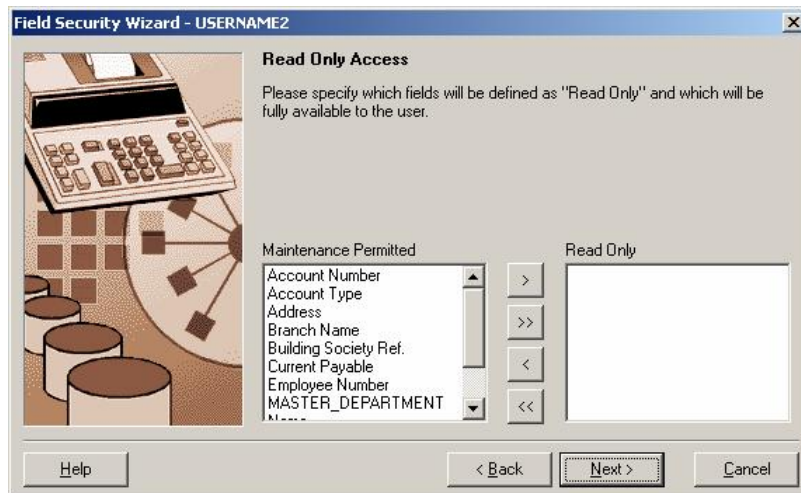 Field Security Wizard - USERNAME2
Read Only Access
Please specify which fields will be defined as "Read Only" and which will be
fully available to the user.
Maintenance Permitted
Account Number
Account Type
Address
Branch Name
Building Society Ref.
Current Payable
Employee Number
MASTER_DEPARTMENT
>
>>
<
<<
Read Only
Help
< Back
Next >
Cancel